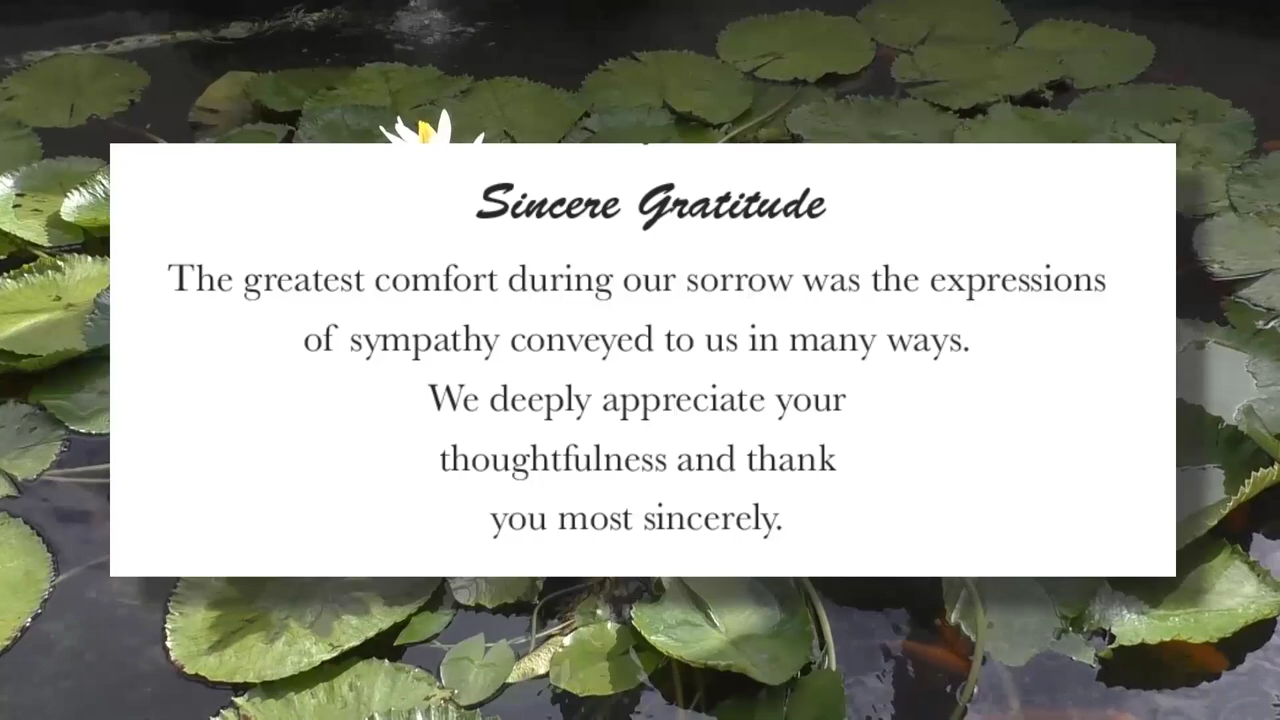 Sincere Gratitude
The greatest comfort during our sorrow was the expressions
of sympathy conveyed to us in many ways.
We deeply appreciate your
thoughtfulness and thank
you most sincerely.